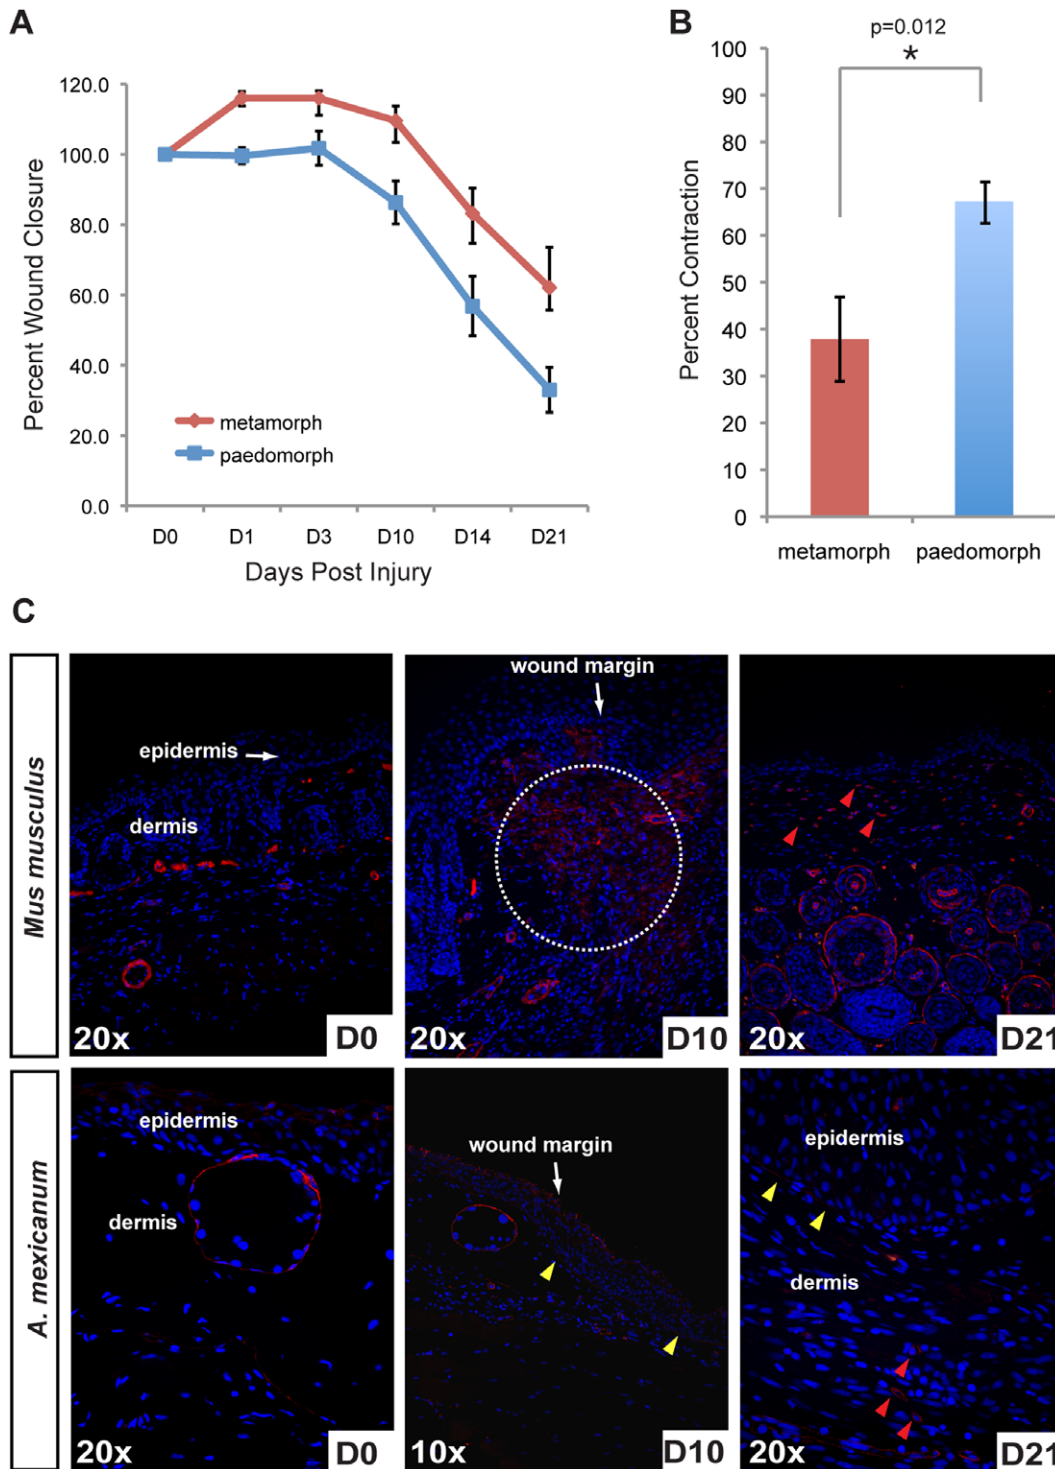 A
120.0
100.0
80.0
60.0
40.0
20.0
0.0
Percent Wound Closure
metamorph
paedomorph
D0 D1 D3 D10 D14 D21
Days Post Injury
B
p=0.012
*
100
90
80
70
60
50
40
30
20
10
0
Percent Contraction
metamorph paedomorph
C
Mus musculus
epidermis
dermis
20x D0
wound margin
20x D10
20x D21
A. mexicanum
epidermis
dermis
20x D0
wound margin
10x D10
epidermis
dermis
20x D21